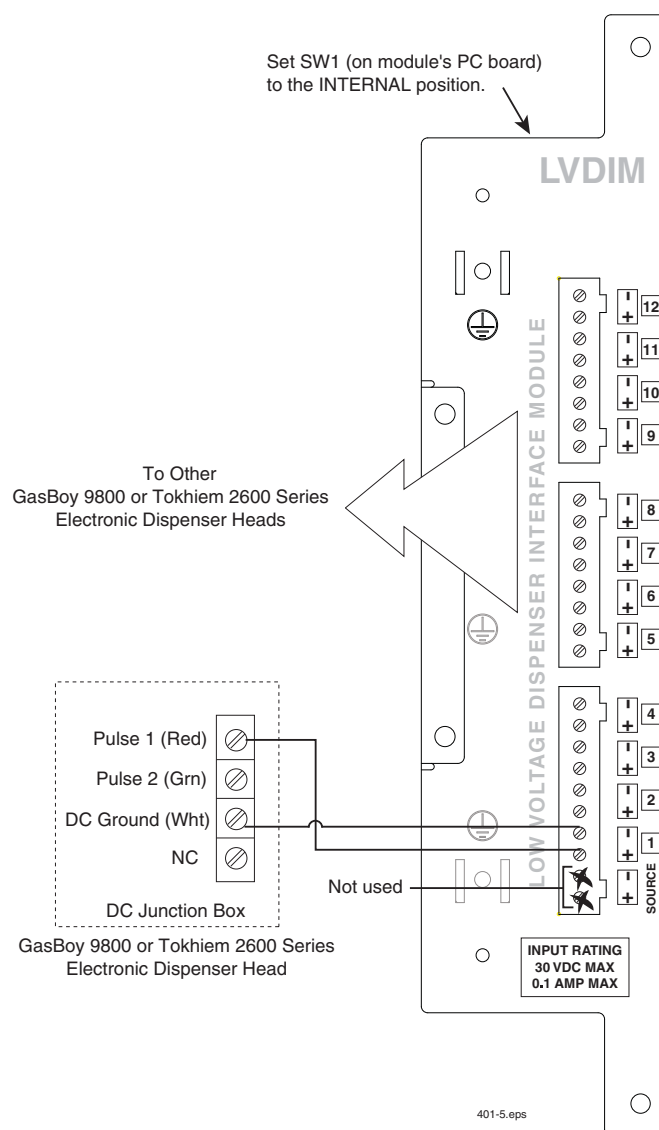 Set SW1 (on module's PC board)
to the INTERNAL position.
LVDIM
LOW VOLTAGE DISPENSER INTERFACE MODULE
- + 12
- + 11
- + 10
- + 9
- + 8
- + 7
- + 6
- + 5
- + 4
- + 3
- + 2
- + 1
- + SOURCE
To Other
GasBoy 9800 or Tokhiem 2600 Series
Electronic Dispenser Heads
Pulse 1 (Red)
Pulse 2 (Grn)
DC Ground (Wht)
NC
DC Junction Box
GasBoy 9800 or Tokhiem 2600 Series
Electronic Dispenser Head
Not used
INPUT RATING
30 VDC MAX
0.1 AMP MAX
401-5.eps